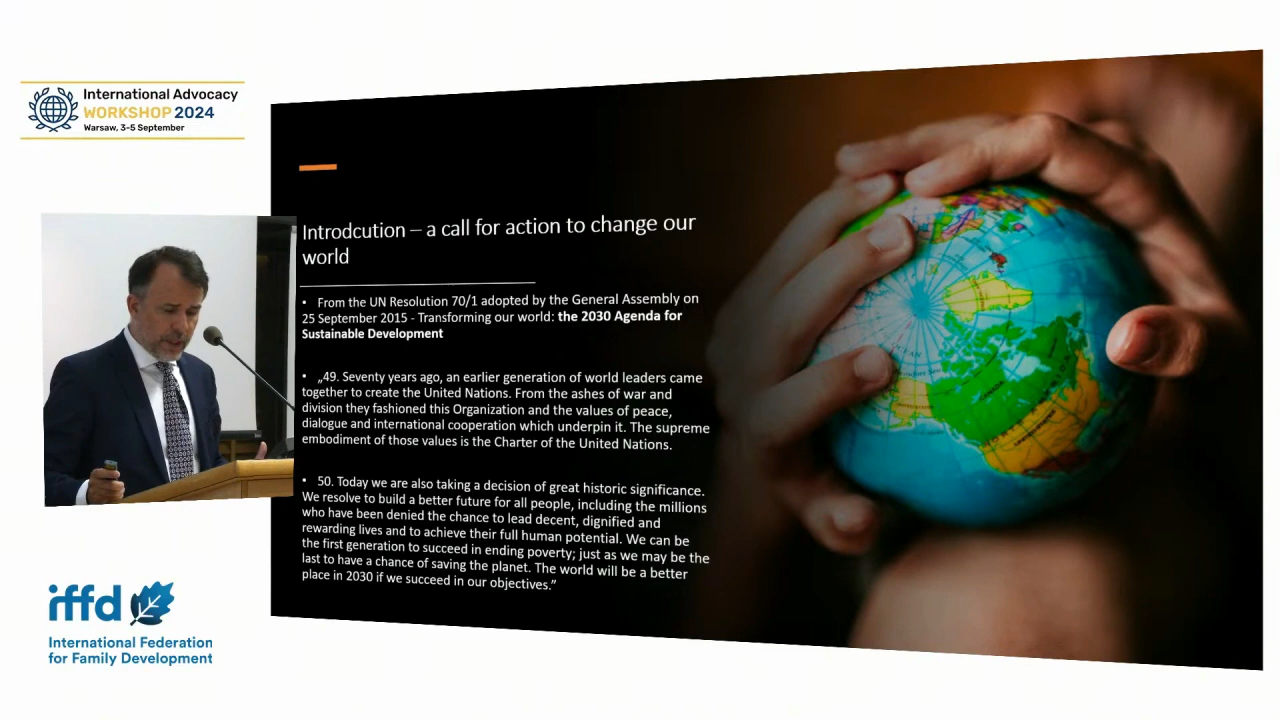 International Advocacy
WORKSHOP 2024
Warsaw, 3-5 September
Introdcution – a call for action to change our
world
• From the UN Resolution 70/1 adopted by the General Assembly on
25 September 2015 - Transforming our world: the 2030 Agenda for
Sustainable Development
• „49. Seventy years ago, an earlier generation of world leaders came
together to create the United Nations. From the ashes of war and
division they fashioned this Organization and the values of peace,
dialogue and international cooperation which underpin it. The supreme
embodiment of those values is the Charter of the United Nations.
• 50. Today we are also taking a decision of great historic significance.
We resolve to build a better future for all people, including the millions
who have been denied the chance to lead decent, dignified and
rewarding lives and to achieve their full human potential. We can be
the first generation to succeed in ending poverty; just as we may be the
last to have a chance of saving the planet. The world will be a better
place in 2030 if we succeed in our objectives.”
iffd
International Federation
for Family Development